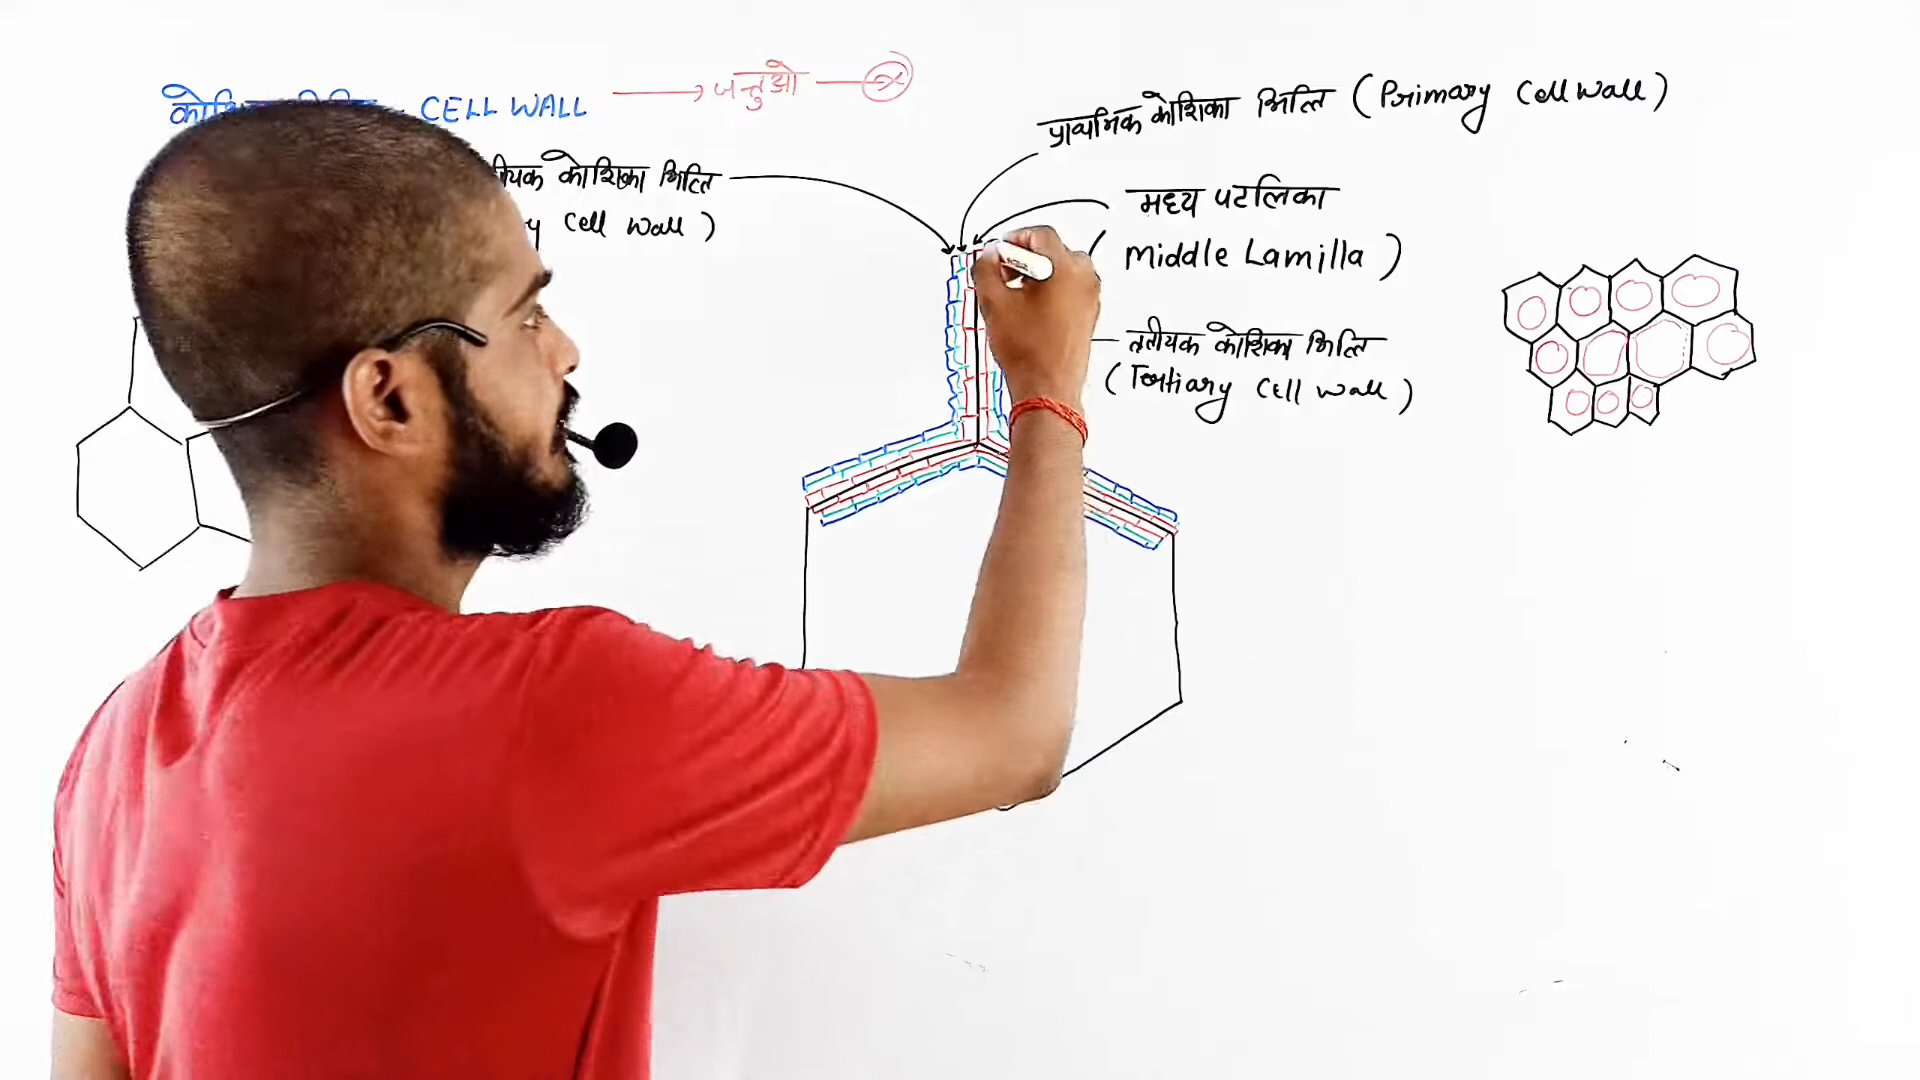 CELL WALL
जन्तुओ
कोशिका भित्ति
Cell Wall )
प्राथमिक कोशिका भित्ति ( Primary Cell Wall )
मध्य पटलिका
( Middle Lamilla )
तृतीयक कोशिका भित्ति
( Tertiary Cell Wall )